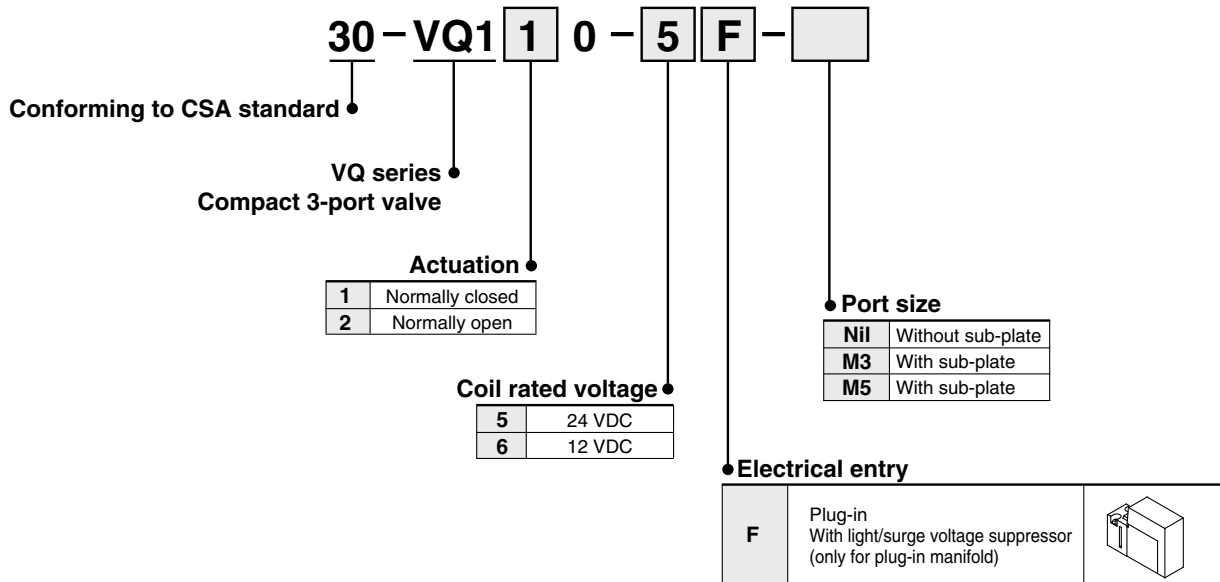 30-VQ1 1 0-5 F-
Conforming to CSA standard
VQ series
Compact 3-port valve
Actuation
1 Normally closed
2 Normally open
Port size
Nil Without sub-plate
M3 With sub-plate
M5 With sub-plate
Coil rated voltage
5 24 VDC
6 12 VDC
Electrical entry
F
Plug-in
With light/surge voltage suppressor
(only for plug-in manifold)